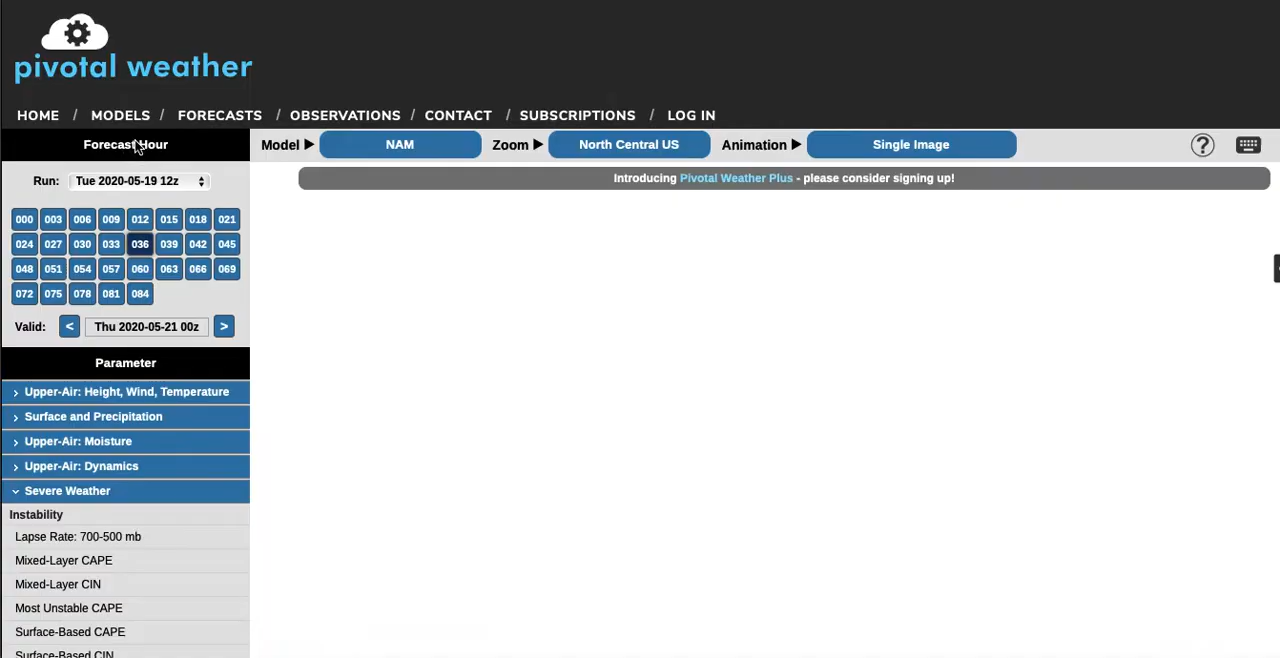 pivotal weather
HOME / MODELS / FORECASTS / OBSERVATIONS / CONTACT / SUBSCRIPTIONS / LOG IN
Forecast Hour
Model ▶ NAM Zoom ▶ North Central US Animation ▶ Single Image ?
Run: Tue 2020-05-19 12z
Introducing Pivotal Weather Plus - please consider signing up!
000 003 006 009 012 015 018 021
024 027 030 033 036 039 042 045
048 051 054 057 060 063 066 069
072 075 078 081 084
Valid: < Thu 2020-05-21 00z >
Parameter
› Upper-Air: Height, Wind, Temperature
› Surface and Precipitation
› Upper-Air: Moisture
› Upper-Air: Dynamics
Severe Weather
Instability
Lapse Rate: 700-500 mb
Mixed-Layer CAPE
Mixed-Layer CIN
Most Unstable CAPE
Surface-Based CAPE
Surface-Based CIN